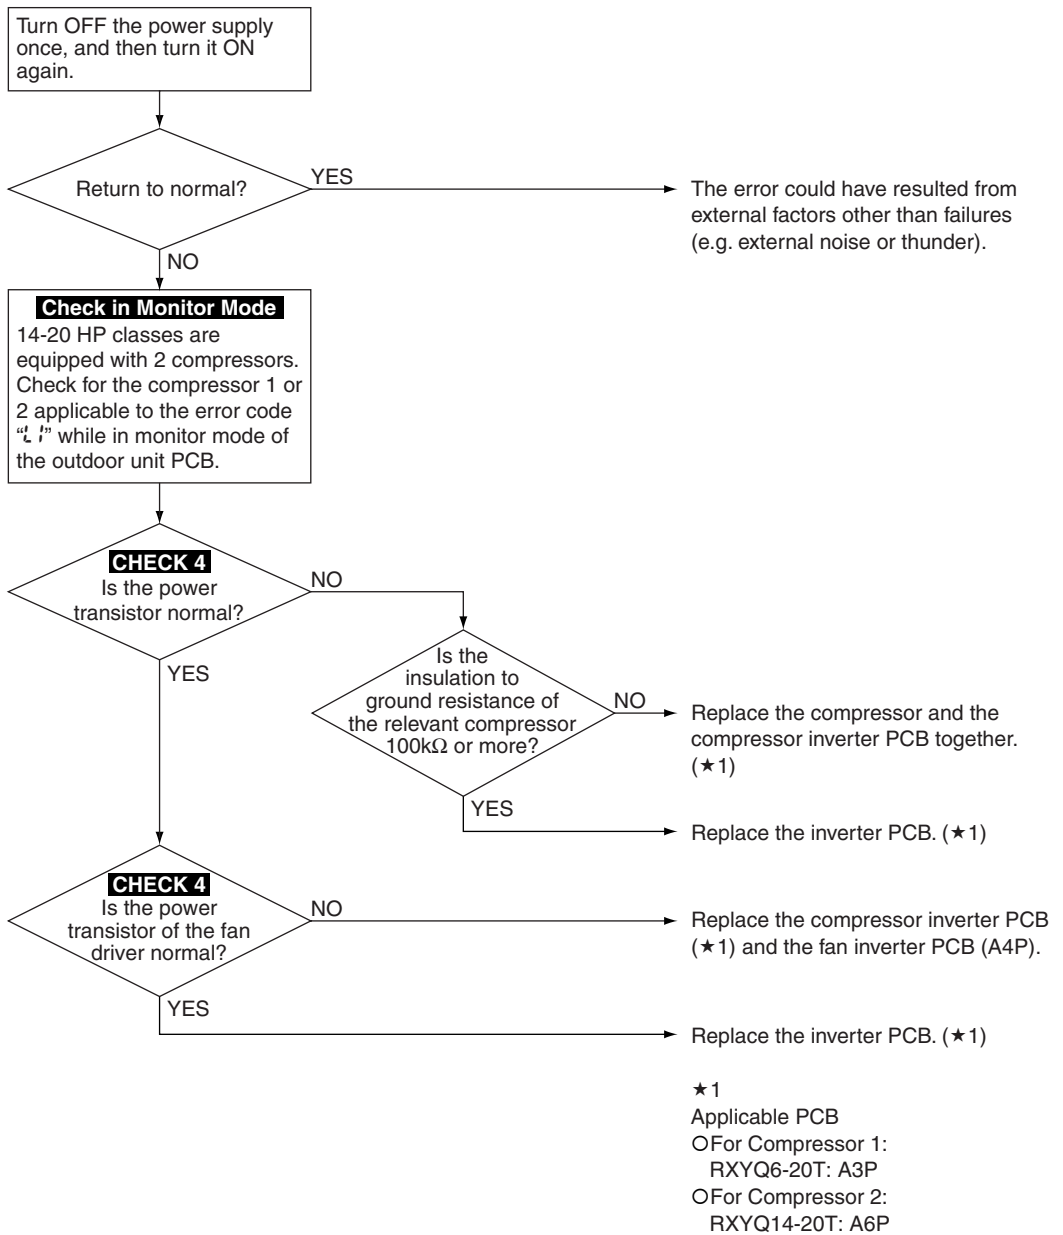 Turn OFF the power supply
once, and then turn it ON
again.
Return to normal?
YES
The error could have resulted from
external factors other than failures
(e.g. external noise or thunder).
NO
Check in Monitor Mode
14-20 HP classes are
equipped with 2 compressors.
Check for the compressor 1 or
2 applicable to the error code
“L1” while in monitor mode of
the outdoor unit PCB.
CHECK 4
Is the power
transistor normal?
NO
YES
Is the
insulation to
ground resistance of
the relevant compressor
100kΩ or more?
NO
Replace the compressor and the
compressor inverter PCB together.
(★1)
YES
Replace the inverter PCB. (★1)
CHECK 4
Is the power
transistor of the fan
driver normal?
NO
Replace the compressor inverter PCB
(★1) and the fan inverter PCB (A4P).
YES
Replace the inverter PCB. (★1)
★1
Applicable PCB
○For Compressor 1:
RXYQ6-20T: A3P
○For Compressor 2:
RXYQ14-20T: A6P